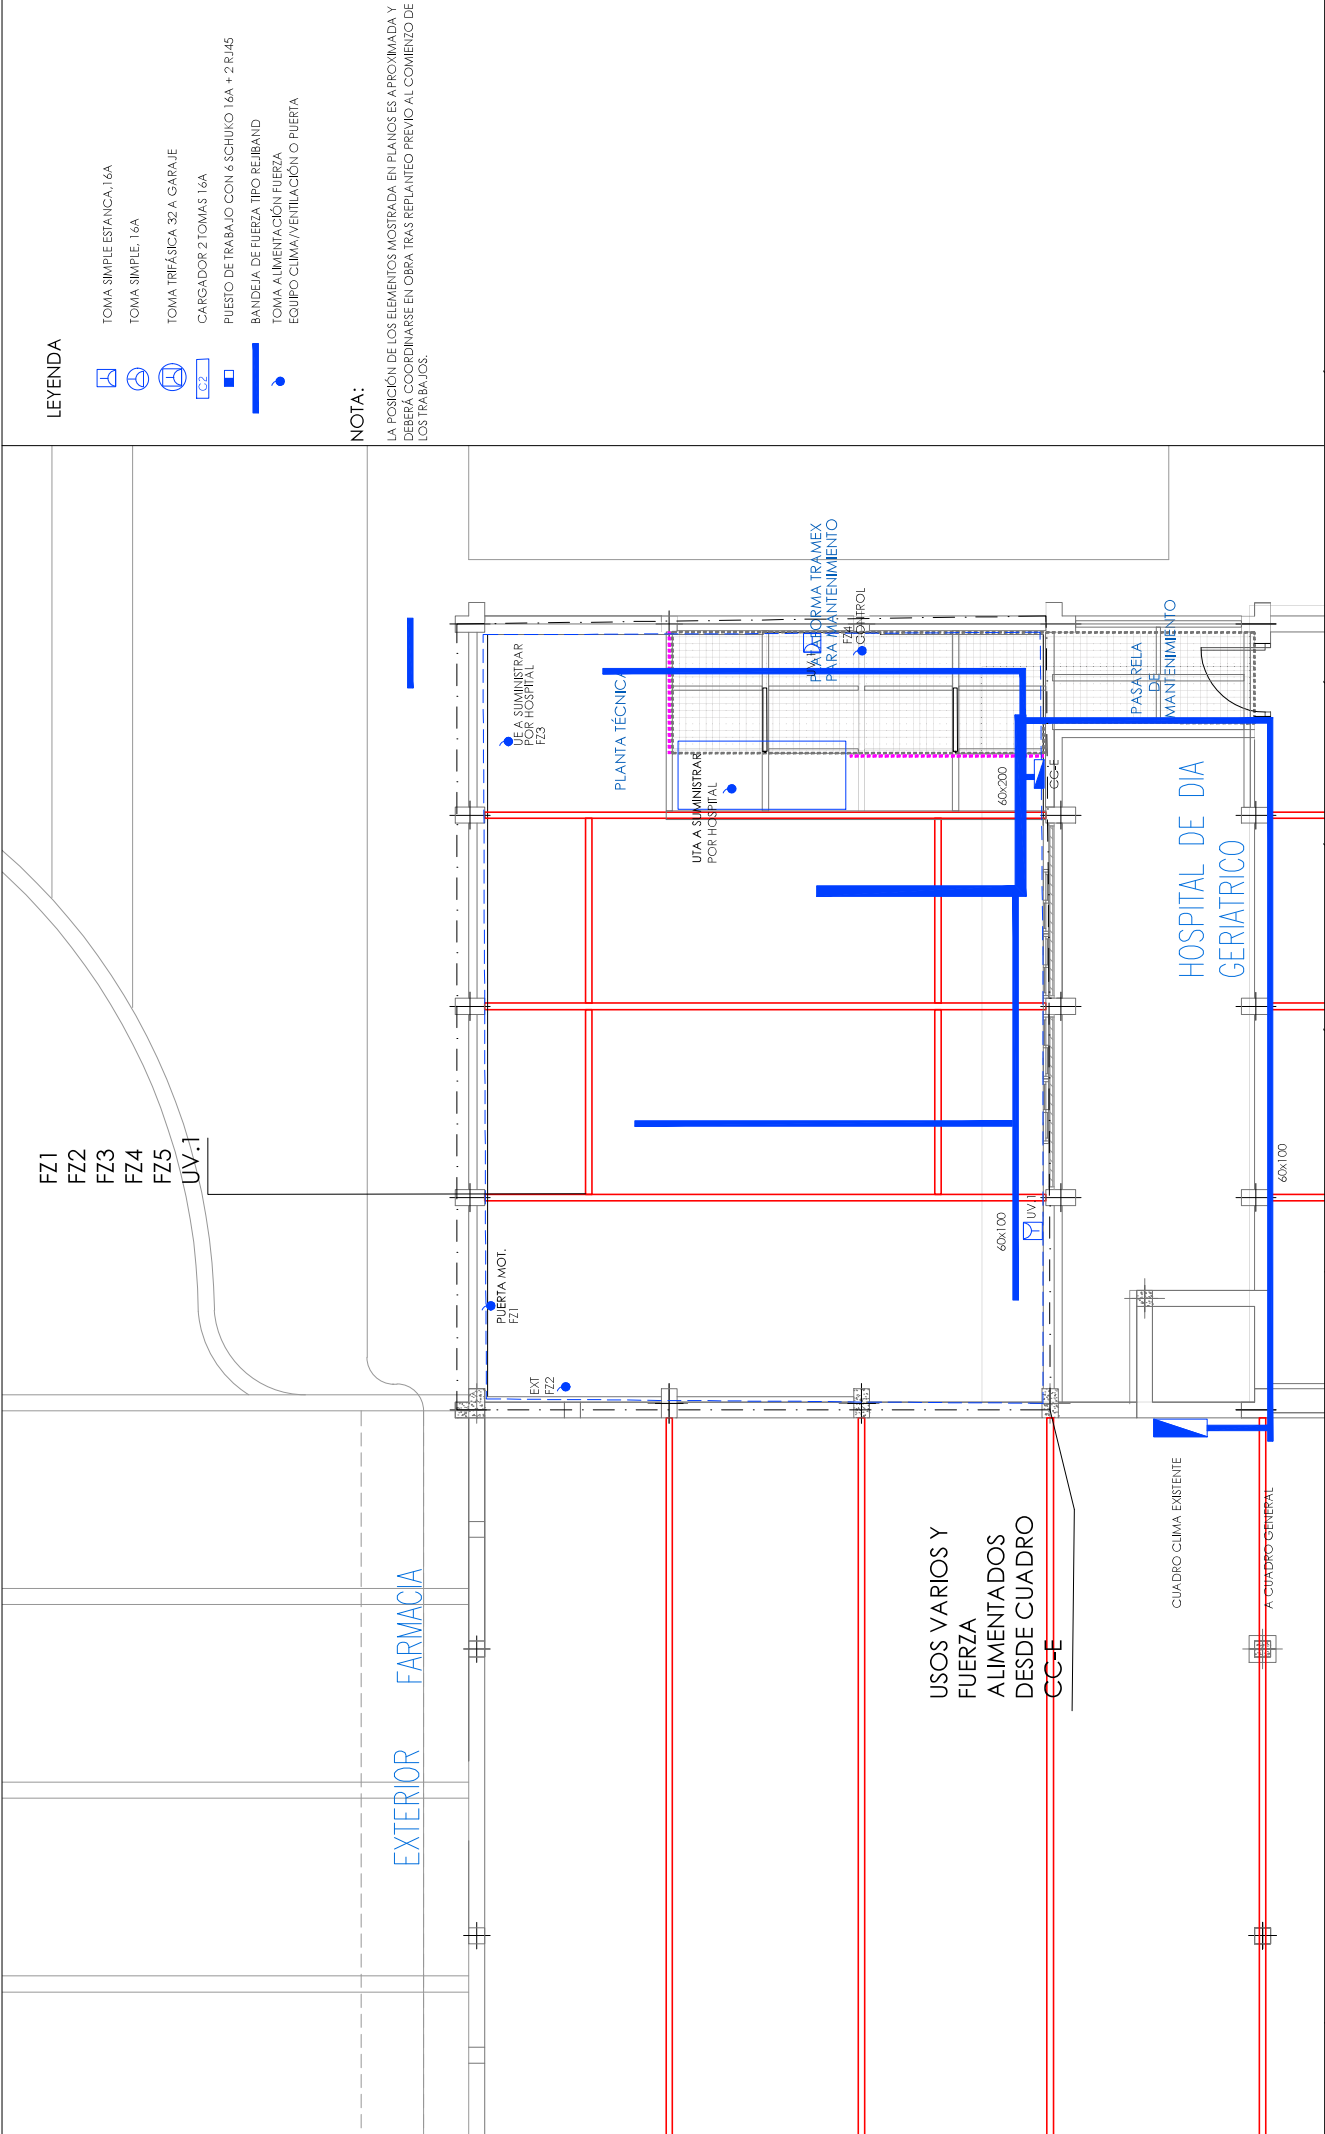 LEYENDA
TOMA SIMPLE ESTANCA,16A
TOMA SIMPLE, 16A
TOMA TRIFÁSICA 32 A GARAJE
C2
CARGADOR 2 TOMAS 16A
PUESTO DE TRABAJO CON 6 SCHUKO 16A + 2 RJ45
BANDEJA DE FUERZA TIPO REJIBAND
TOMA ALIMENTACIÓN FUERZA
EQUIPO CLIMA/VENTILACIÓN O PUERTA
NOTA:
LA POSICIÓN DE LOS ELEMENTOS MOSTRADA EN PLANOS ES APROXIMADA Y
DEBERÁ COORDINARSE EN OBRA TRAS REPLANTEO PREVIO AL COMIENZO DE
LOS TRABAJOS.
FZ1
FZ2
FZ3
FZ4
FZ5
UV.1
EXTERIOR FARMACIA
PUERTA MOT.
FZ1
EXT
FZ2
UE A SUMINISTRAR
POR HOSPITAL
FZ3
PLANTA TÉCNICA
UTA A SUMINISTRAR
POR HOSPITAL
PLATAFORMA TRAMEX
PARA MANTENIMIENTO
FZ4
CONTROL
60x200
CC-E
60x100
UV.1
PASARELA
DE
MANTENIMIENTO
HOSPITAL DE DIA
GERIATRICO
60x100
USOS VARIOS Y
FUERZA
ALIMENTADOS
DESDE CUADRO
CC-E
CUADRO CLIMA EXISTENTE
A CUADRO GENERAL